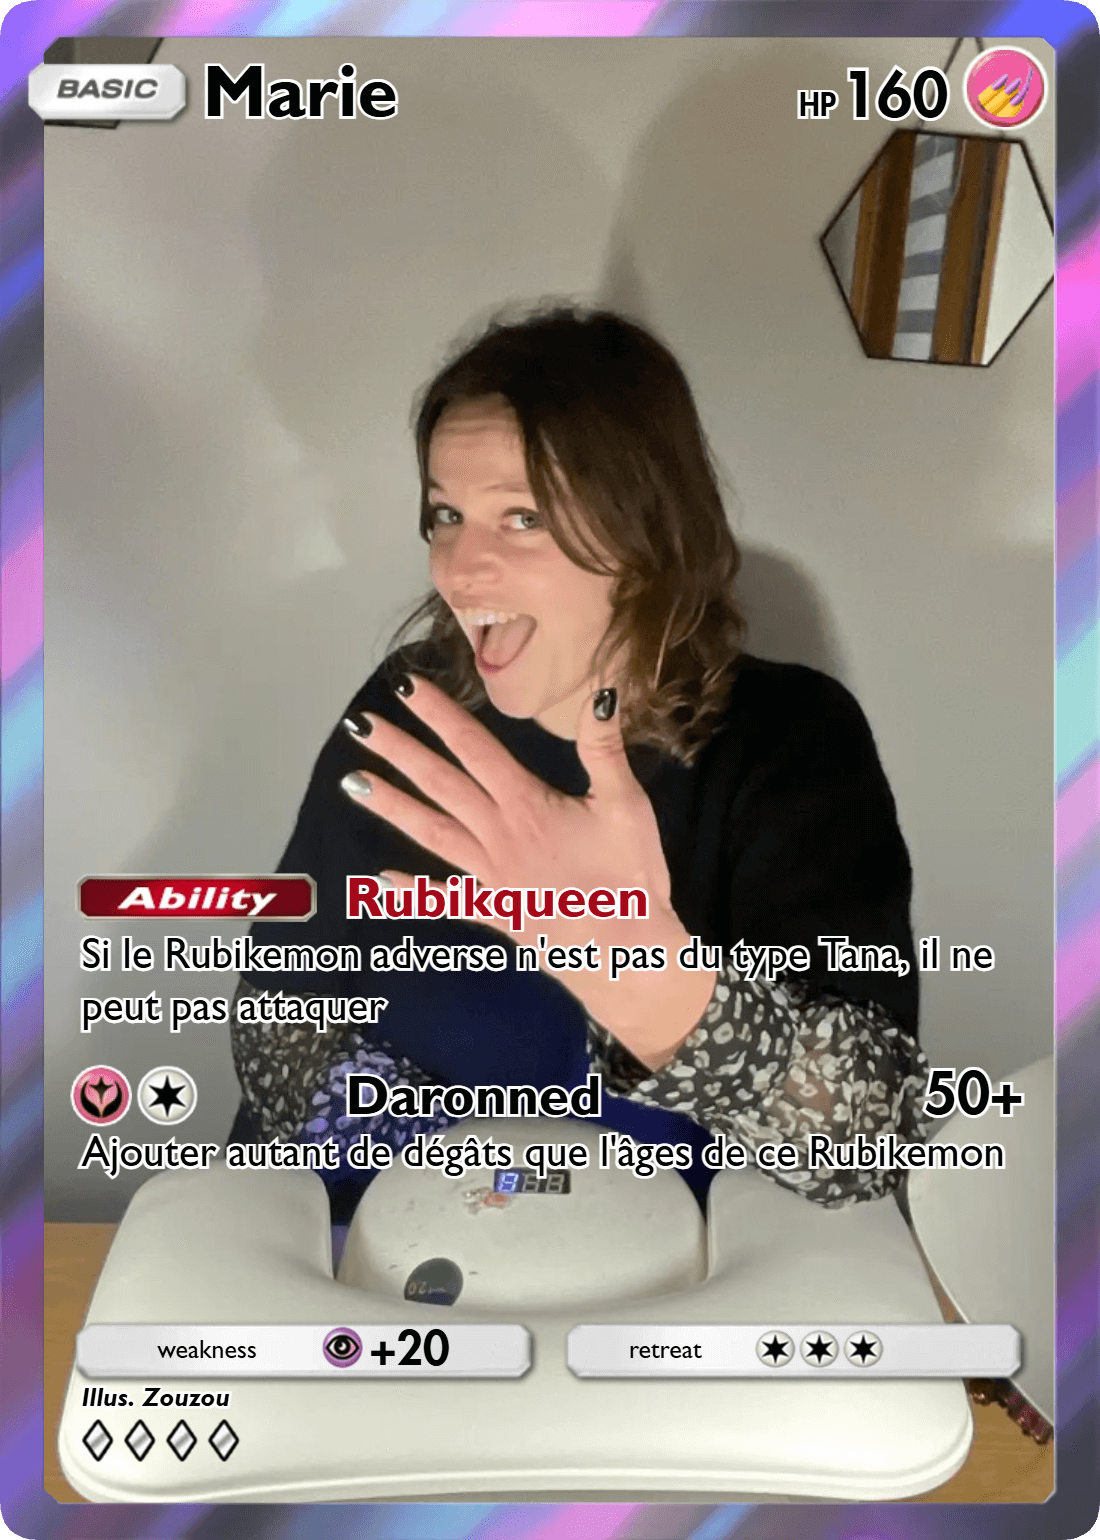 BASIC Marie HP 160
Ability Rubikqueen
Si le Rubikemon adverse n'est pas du type Tana, il ne
peut pas attaquer
Daronned 50+
Ajouter autant de dégâts que l'âges de ce Rubikemon
weakness +20 retreat
Illus. Zouzou